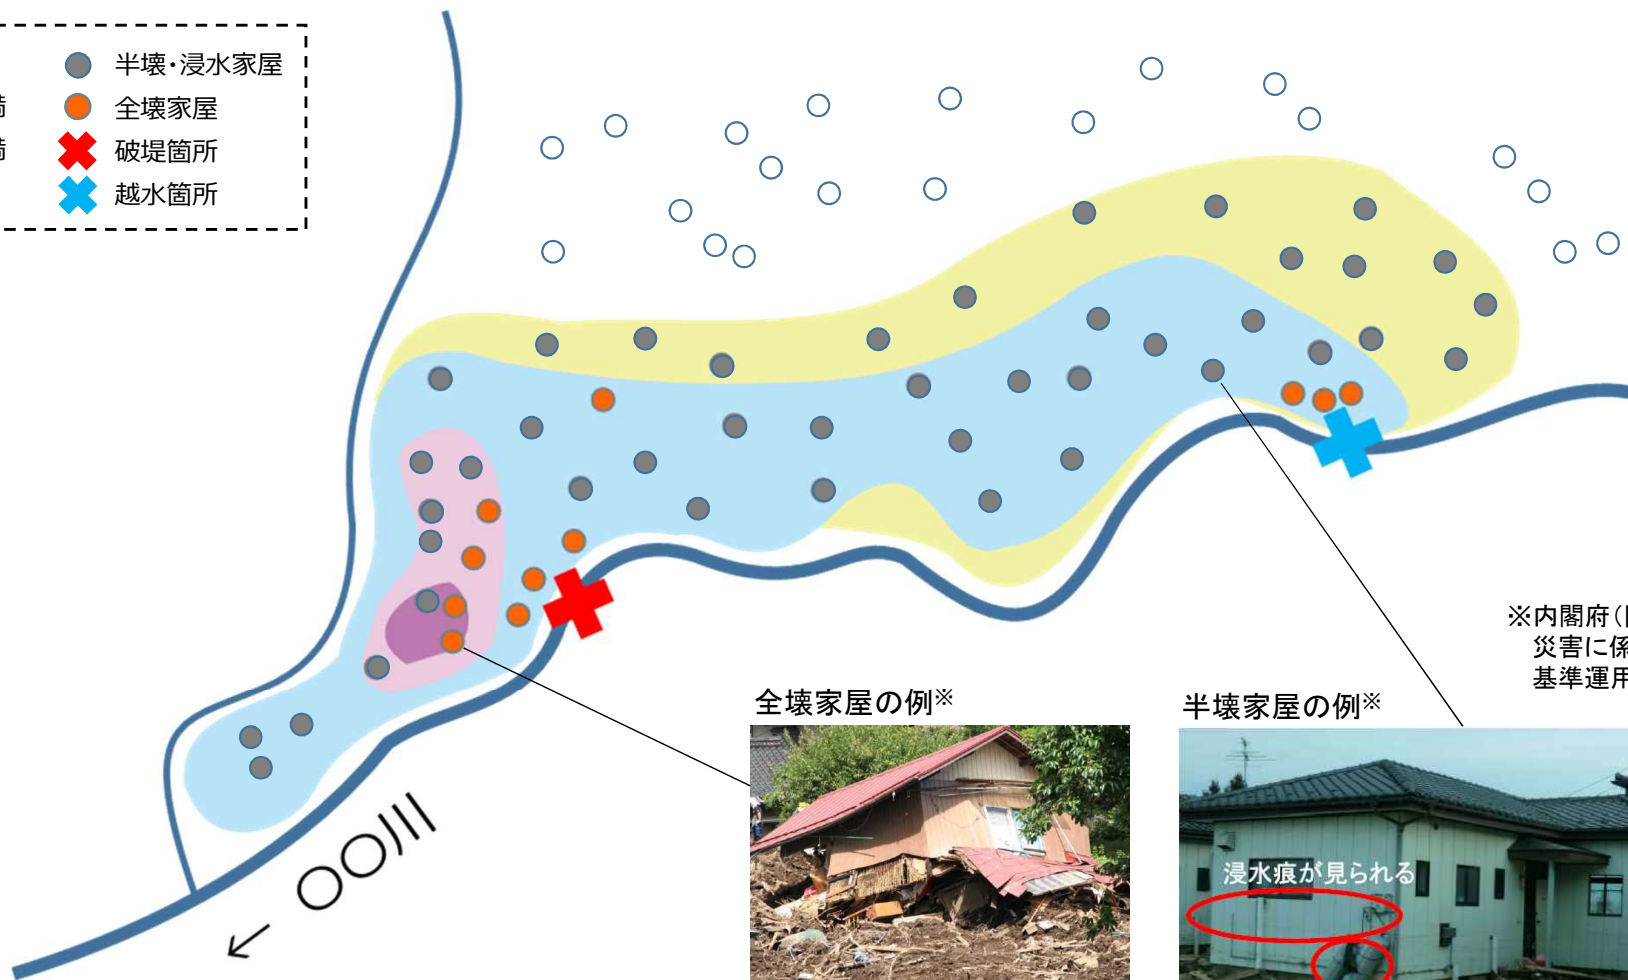 半壊・浸水家屋
全壊家屋
破堤箇所
越水箇所
※内閣府(
災害に係
基準運用
全壊家屋の例※
半壊家屋の例※
浸水痕が見られる
〇〇川